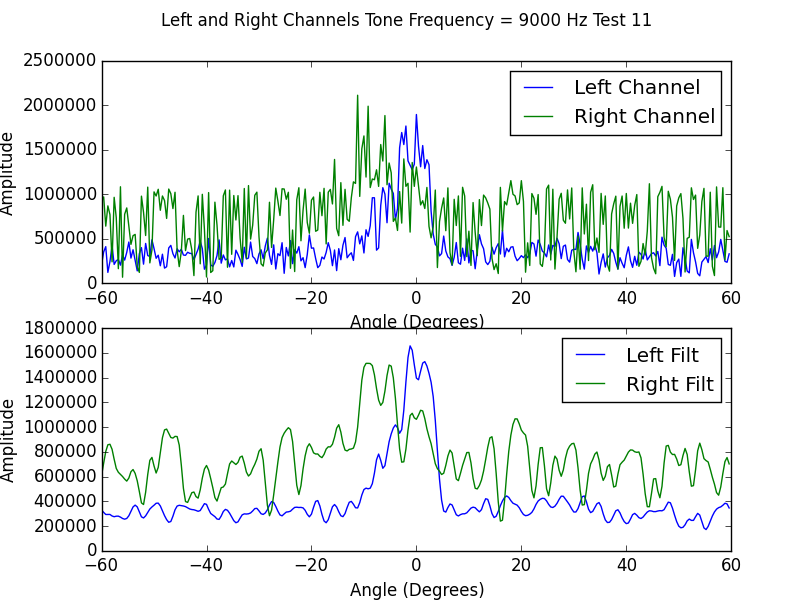 Left and Right Channels Tone Frequency = 9000 Hz Test 11
2500000
2000000
1500000
1000000
500000
0
Amplitude
Left Channel
Right Channel
−60 −40 −20 0 20 40 60
Angle (Degrees)
1800000
1600000
1400000
1200000
1000000
800000
600000
400000
200000
0
Amplitude
Left Filt
Right Filt
−60 −40 −20 0 20 40 60
Angle (Degrees)